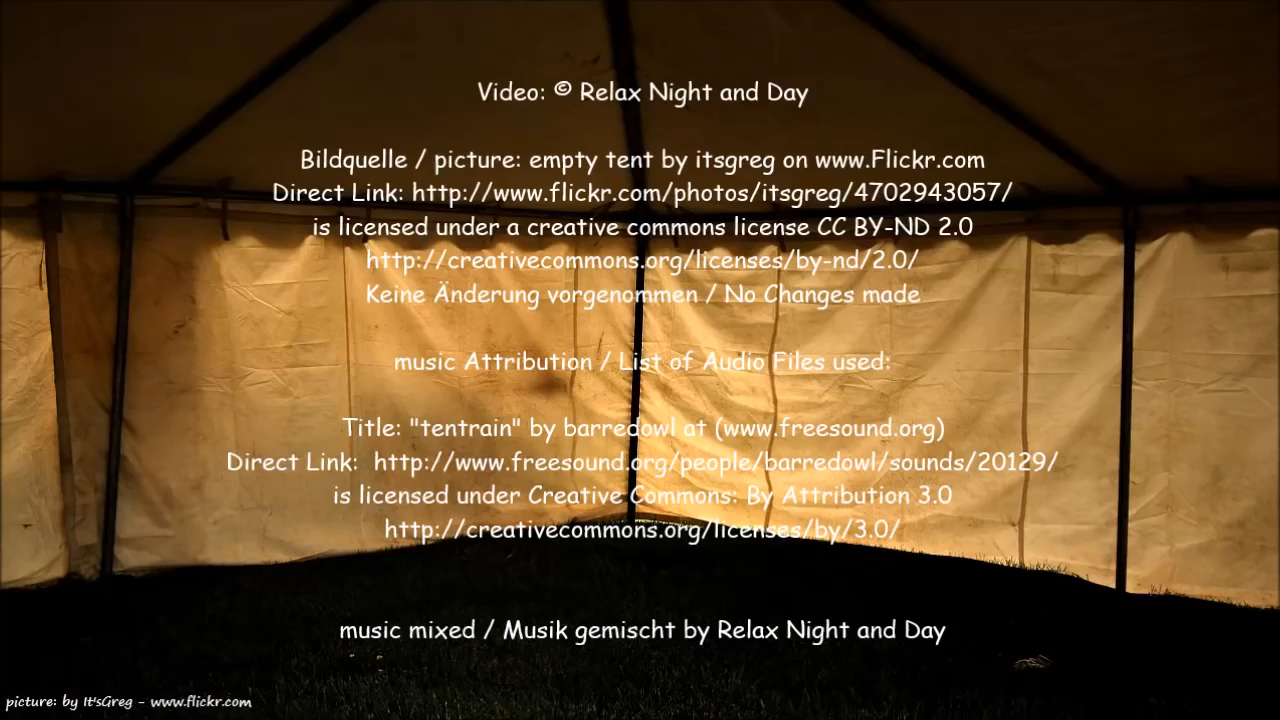 Video: © Relax Night and Day
Bildquelle / picture: empty tent by itsgreg on www.Flickr.com
Direct Link: http://www.flickr.com/photos/itsgreg/4702943057/
is licensed under a creative commons license CC BY-ND 2.0
http://creativecommons.org/licenses/by-nd/2.0/
Keine Änderung vorgenommen / No Changes made
music Attribution / List of Audio Files used:
Title: "tentrain" by barredowl at (www.freesound.org)
Direct Link:  http://www.freesound.org/people/barredowl/sounds/20129/
is licensed under Creative Commons: By Attribution 3.0
http://creativecommons.org/licenses/by/3.0/
music mixed / Musik gemischt by Relax Night and Day
picture: by It'sGreg - www.flickr.com